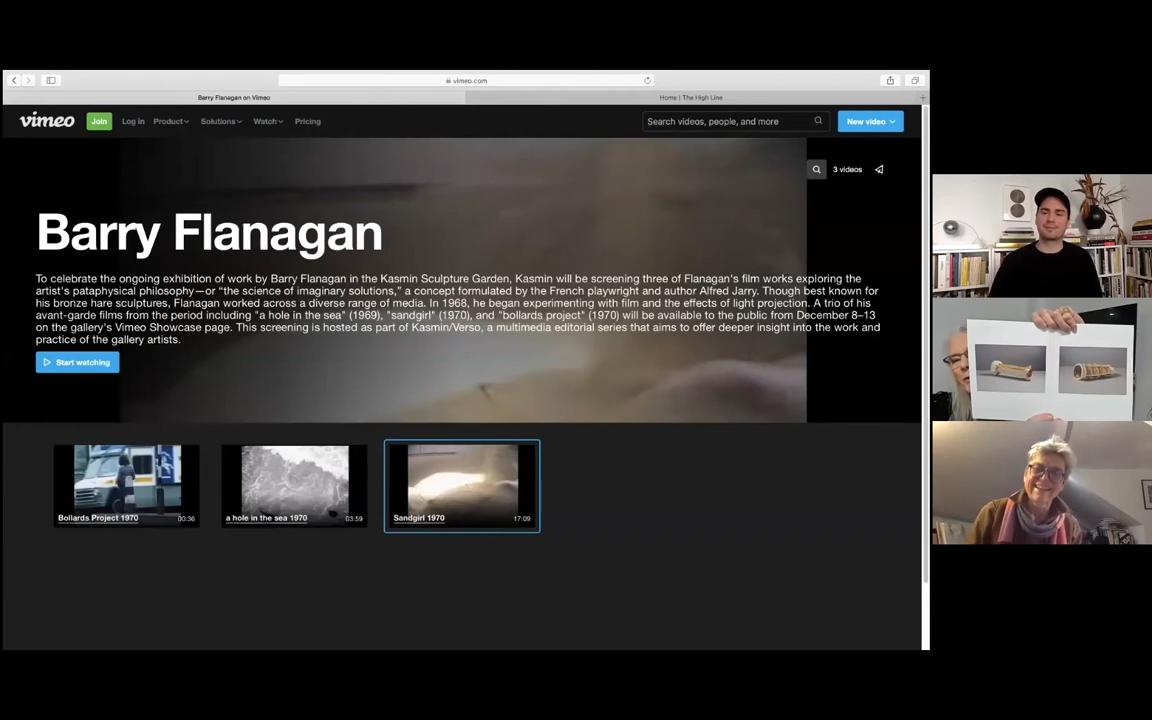 vimeo.com
Barry Flanagan on Vimeo
Home | The High Line
vimeo Join Log in Product Solutions Watch Pricing
Search videos, people, and more
New video
3 videos
Barry Flanagan
To celebrate the ongoing exhibition of work by Barry Flanagan in the Kasmin Sculpture Garden, Kasmin will be screening three of Flanagan's film works exploring the
artist's pataphysical philosophy—or "the science of imaginary solutions," a concept formulated by the French playwright and author Alfred Jarry. Though best known for
his bronze hare sculptures, Flanagan worked across a diverse range of media. In 1968, he began experimenting with film and the effects of light projection. A trio of his
avant-garde films from the period including "a hole in the sea" (1969), "sandgirl" (1970), and "bollards project" (1970) will be available to the public from December 8–13
on the gallery's Vimeo Showcase page. This screening is hosted as part of Kasmin/Verso, a multimedia editorial series that aims to offer deeper insight into the work and
practice of the gallery artists.
Start watching
Bollards Project 1970 00:36
a hole in the sea 1970 03:59
Sandgirl 1970 17:09